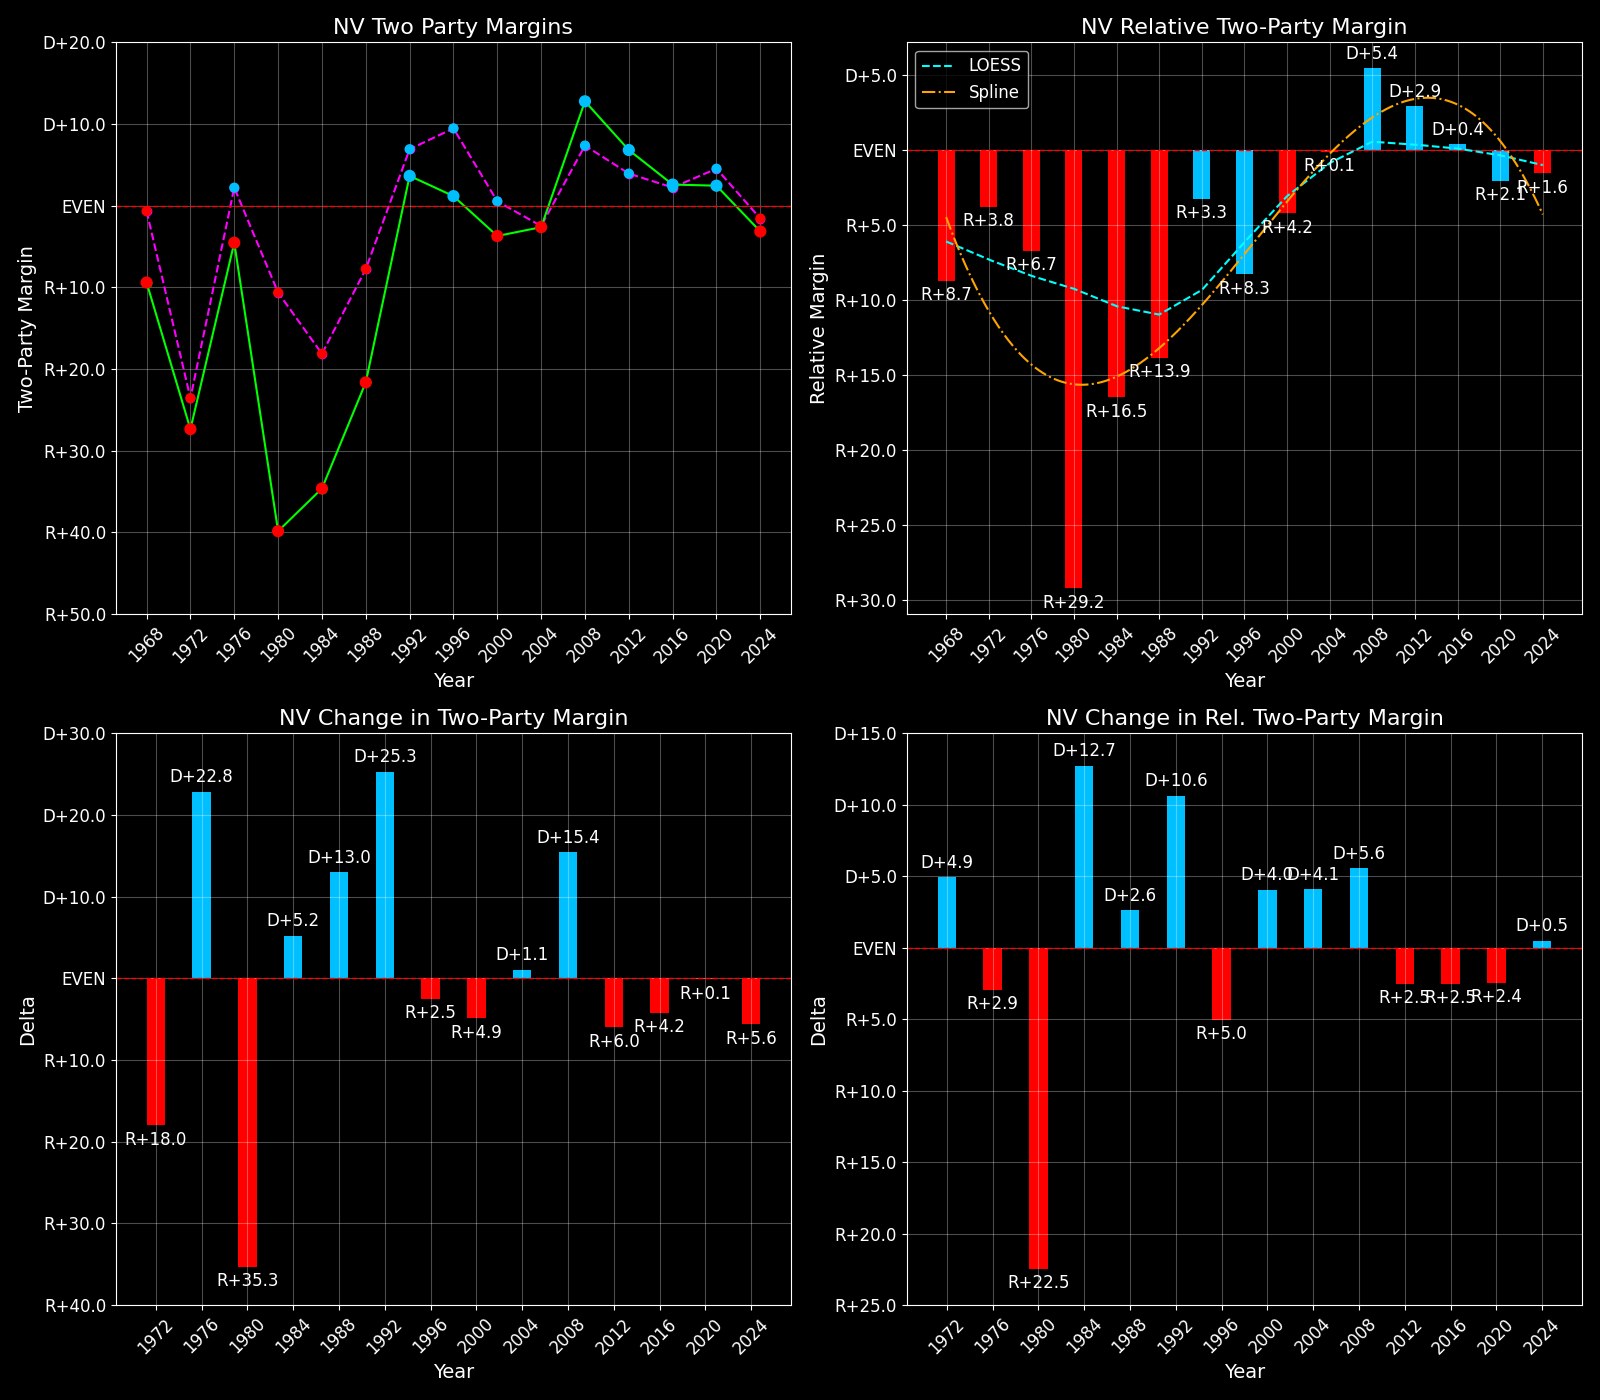 NV Two Party Margins
D+20.0
D+10.0
EVEN
R+10.0
R+20.0
R+30.0
R+40.0
R+50.0
Two-Party Margin
1968
1972
1976
1980
1984
1988
1992
1996
2000
2004
2008
2012
2016
2020
2024
Year
NV Relative Two-Party Margin
LOESS
Spline
D+5.0
EVEN
R+5.0
R+10.0
R+15.0
R+20.0
R+25.0
R+30.0
Relative Margin
R+8.7
R+3.8
R+6.7
R+29.2
R+16.5
R+13.9
R+3.3
R+8.3
R+4.2
R+0.1
D+5.4
D+2.9
D+0.4
R+2.1
R+1.6
1968
1972
1976
1980
1984
1988
1992
1996
2000
2004
2008
2012
2016
2020
2024
Year
NV Change in Two-Party Margin
D+30.0
D+20.0
D+10.0
EVEN
R+10.0
R+20.0
R+30.0
R+40.0
Delta
R+18.0
D+22.8
R+35.3
D+5.2
D+13.0
D+25.3
R+2.5
R+4.9
D+1.1
D+15.4
R+6.0
R+4.2
R+0.1
R+5.6
1972
1976
1980
1984
1988
1992
1996
2000
2004
2008
2012
2016
2020
2024
Year
NV Change in Rel. Two-Party Margin
D+15.0
D+10.0
D+5.0
EVEN
R+5.0
R+10.0
R+15.0
R+20.0
R+25.0
Delta
D+4.9
R+2.9
R+22.5
D+12.7
D+2.6
D+10.6
R+5.0
D+4.0
D+4.1
D+5.6
R+2.5
R+2.5
R+2.4
D+0.5
1972
1976
1980
1984
1988
1992
1996
2000
2004
2008
2012
2016
2020
2024
Year